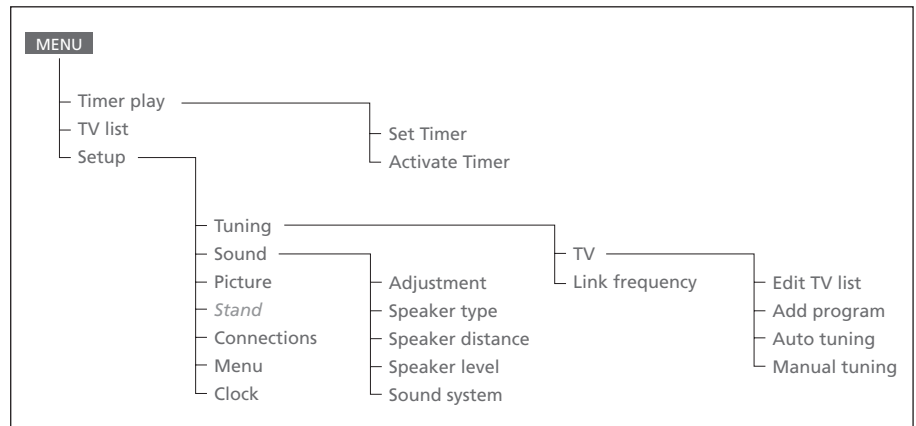 MENU
Timer play
TV list
Setup
Set Timer
Activate Timer
Tuning
Sound
Picture
Stand
Connections
Menu
Clock
Adjustment
Speaker type
Speaker distance
Speaker level
Sound system
TV
Link frequency
Edit TV list
Add program
Auto tuning
Manual tuning